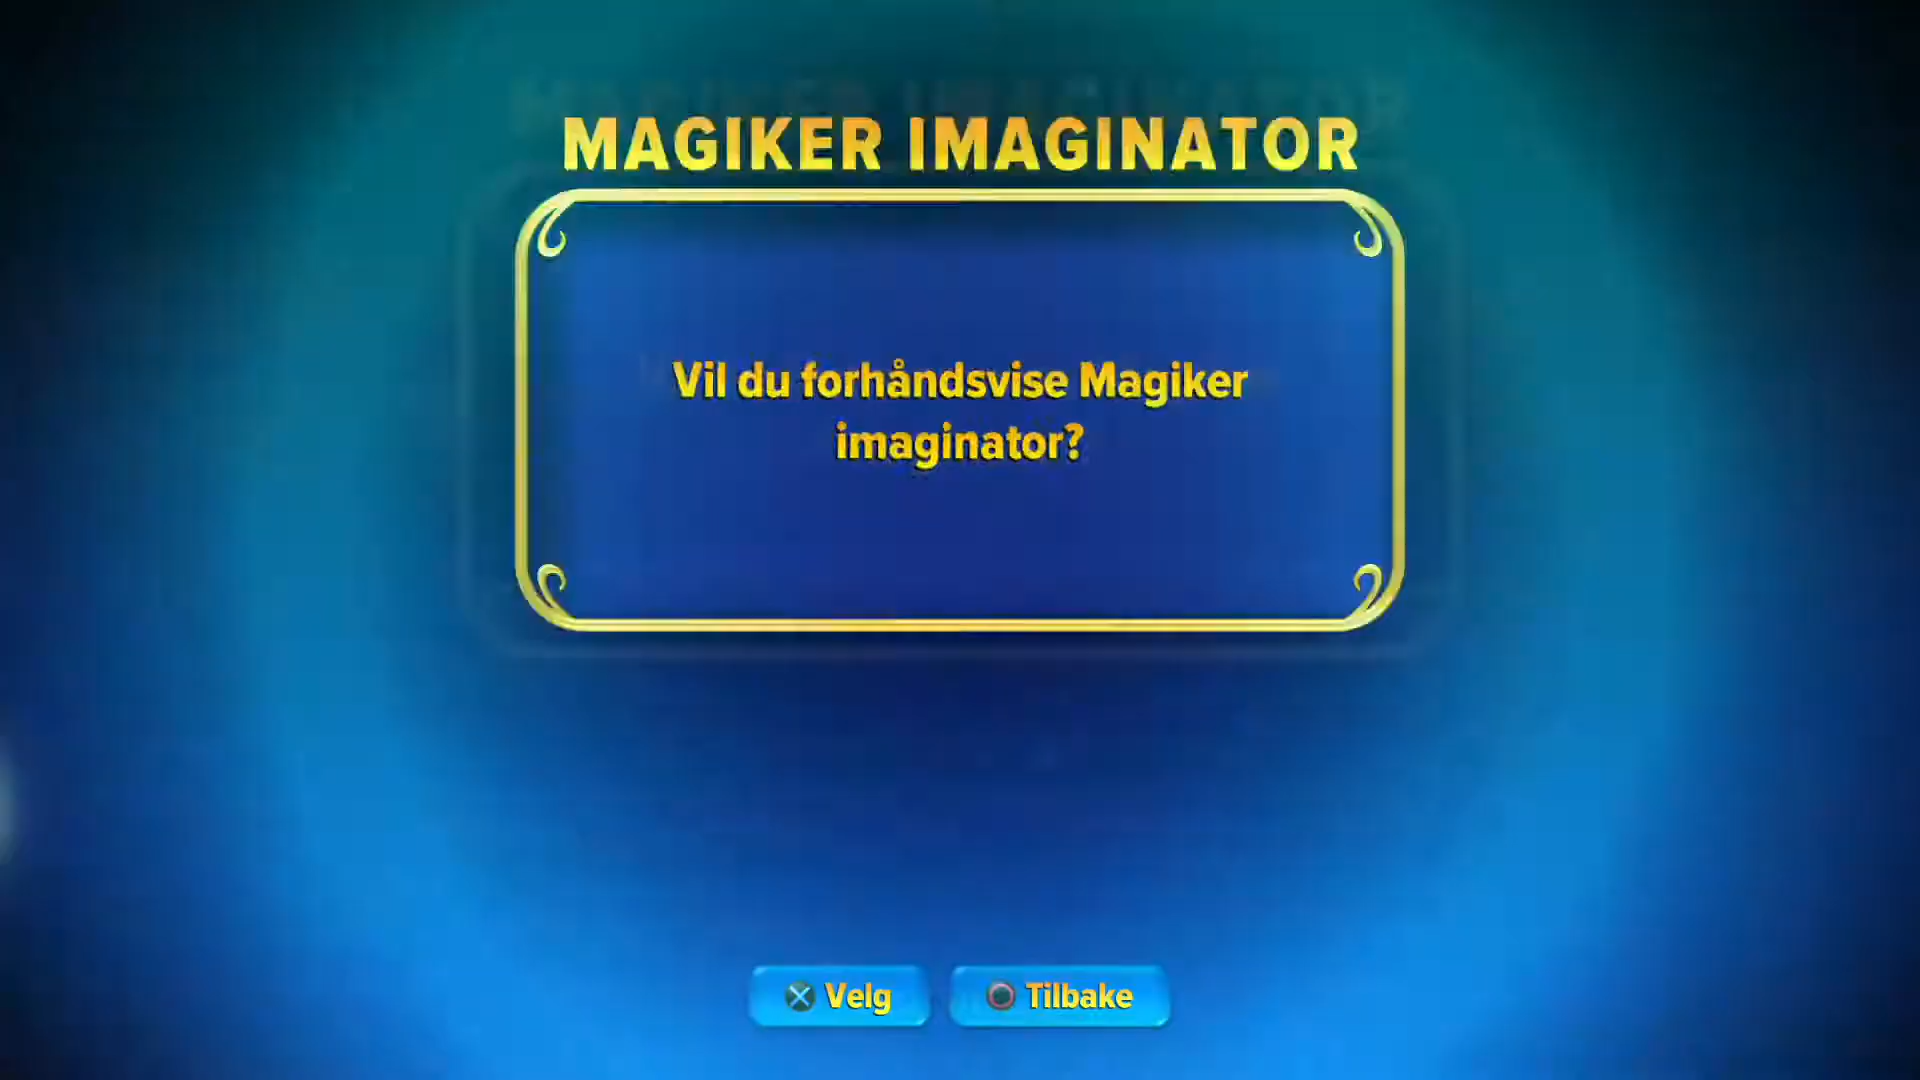 MAGIKER IMAGINATOR
Vil du forhåndsvise Magiker
imaginator?
Velg
Tilbake